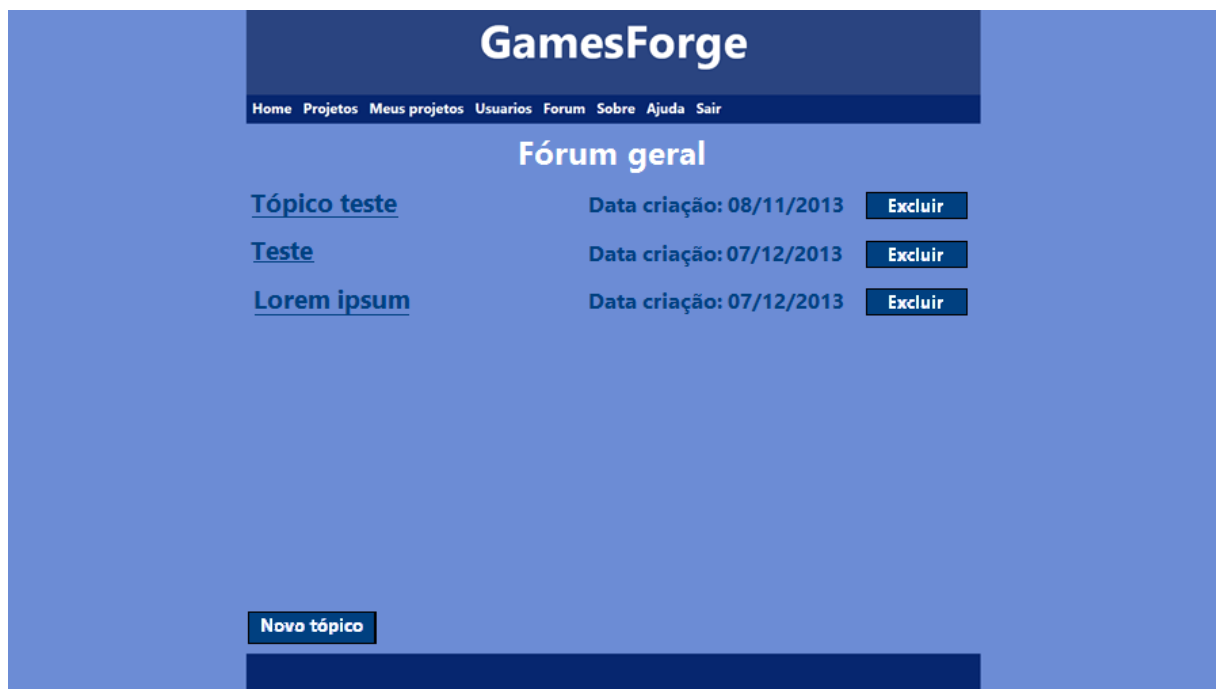 GamesForge
Home Projetos Meus projetos Usuarios Forum Sobre Ajuda Sair
Fórum geral
Tópico teste Data criação: 08/11/2013 Excluir
Teste Data criação: 07/12/2013 Excluir
Lorem ipsum Data criação: 07/12/2013 Excluir
Novo tópico